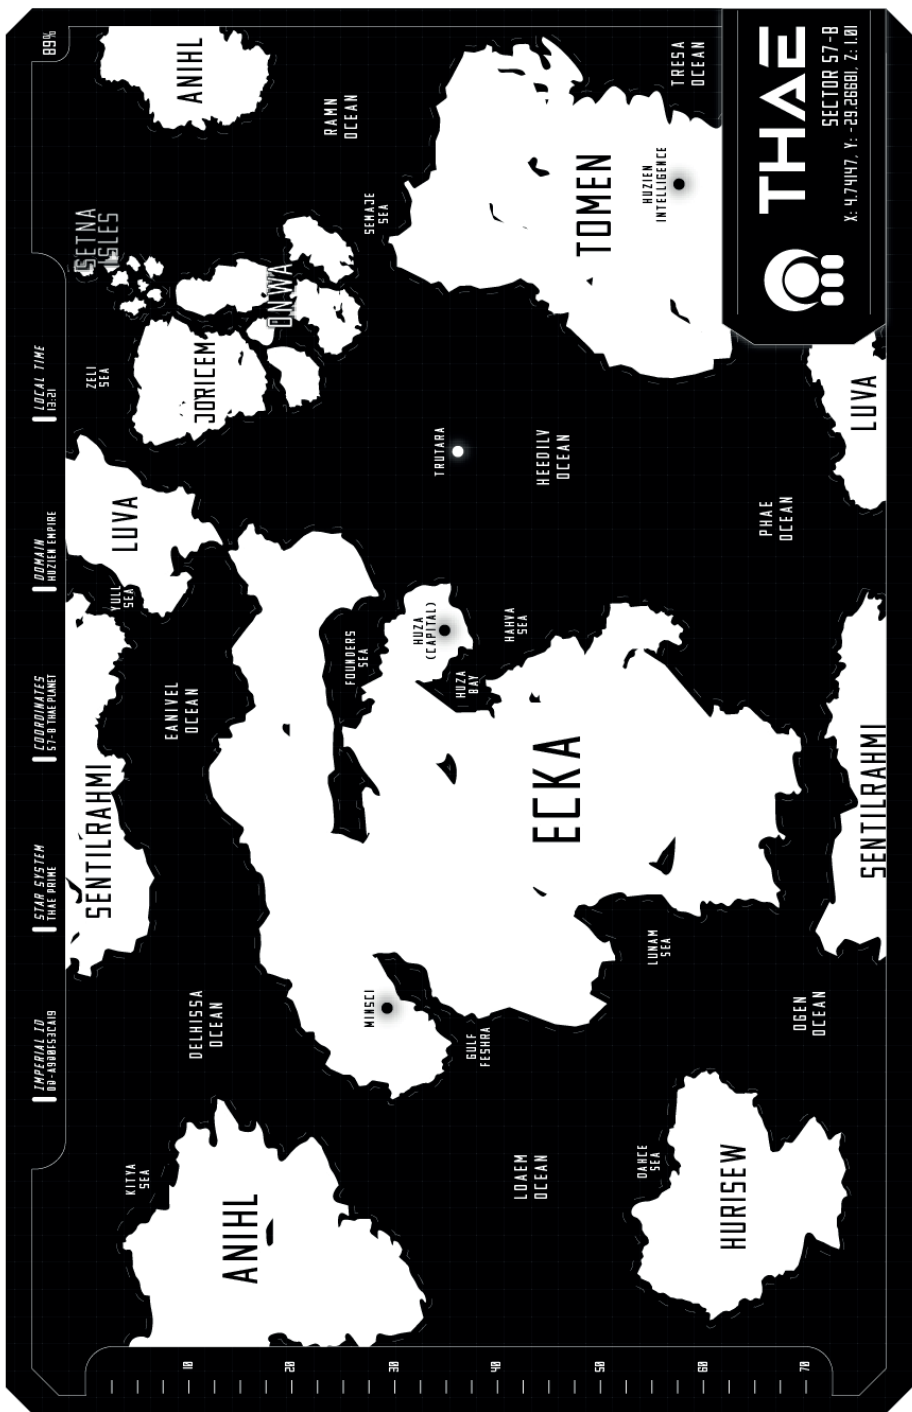 IMPERIAL ID
STAR SYSTEM
THAE PRIME
COORDINATES
57-B THAE PLANET
DOMAIN
HUZIEN EMPIRE
LOCAL TIME
13:21
89%
10
20
30
40
50
60
70
KITYA
SEA
ANIHL
DELHISSA
OCEAN
SENTILRAHMI
EANIVEL
OCEAN
YULL
SEA
LUVA
ZELI
SEA
JORICEM
SETNA
ISLES
ONWA
ANIHL
RAMN
OCEAN
SEMAJE
SEA
MINSCI
GULF
FESHRA
FOUNDERS
SEA
HUZA
(CAPITAL)
HUZA
BAY
HAHVA
SEA
TRUTARA
HEEDILV
OCEAN
ECKA
LOAEM
OCEAN
DAHCE
SEA
HURISEW
LUNAM
SEA
OGEN
OCEAN
SENTILRAHMI
PHAE
OCEAN
LUVA
TOMEN
HUZIEN
INTELLIGENCE
TRESA
OCEAN
THAE
SECTOR 57-B
X: 4.74147, Y: -29.26681, Z: 1.01